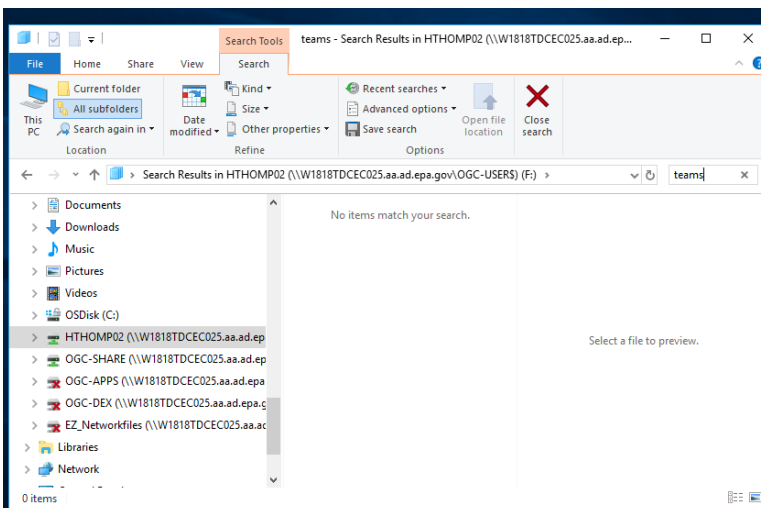 Search Tools
teams - Search Results in HTHOMP02 (\\W1818TDCEC025.aa.ad.ep...
File Home Share View Search
This PC
Current folder
All subfolders
Search again in
Location
Date modified
Kind
Size
Other properties
Refine
Recent searches
Advanced options
Save search
Open file location
Options
Close search
Search Results in HTHOMP02 (\\W1818TDCEC025.aa.ad.epa.gov\OGC-USER$) (F:)
teams
Documents
Downloads
Music
Pictures
Videos
OSDisk (C:)
HTHOMP02 (\\W1818TDCEC025.aa.ad.ep
OGC-SHARE (\\W1818TDCEC025.aa.ad.ep
OGC-APPS (\\W1818TDCEC025.aa.ad.epa
OGC-DEX (\\W1818TDCEC025.aa.ad.epa.g
EZ_Networkfiles (\\W1818TDCEC025.aa.ac
Libraries
Network
No items match your search.
Select a file to preview.
0 items